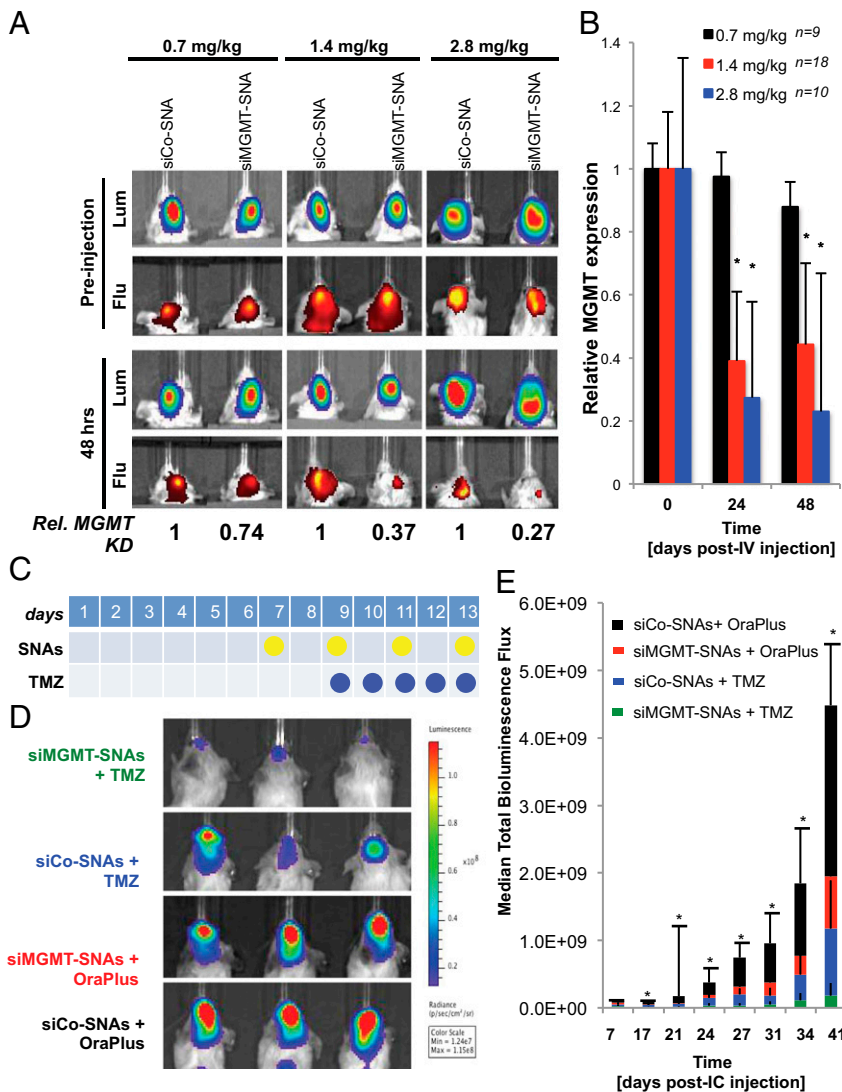 A
0.7 mg/kg
1.4 mg/kg
2.8 mg/kg
siCo-SNA
siMGMT-SNA
siCo-SNA
siMGMT-SNA
siCo-SNA
siMGMT-SNA
Pre-injection
Lum
Flu
48 hrs
Lum
Flu
Rel. MGMT KD
1
0.74
1
0.37
1
0.27
B
0.7 mg/kg n=9
1.4 mg/kg n=18
2.8 mg/kg n=10
Relative MGMT expression
1.4
1.2
1
0.8
0.6
0.4
0.2
0
* *
* *
0 24 48
Time
[days post-IV injection]
C
days 1 2 3 4 5 6 7 8 9 10 11 12 13
SNAs
TMZ
D
siMGMT-SNAs
+ TMZ
siCo-SNAs +
TMZ
siMGMT-SNAs +
OraPlus
siCo-SNAs +
OraPlus
Luminescence
1.0
0.8
0.6
x10⁸
0.4
0.2
Radiance
(p/sec/cm²/sr)
Color Scale
Min = 1.24e7
Max = 1.15e8
E
siCo-SNAs+ OraPlus
siMGMT-SNAs + OraPlus
siCo-SNAs + TMZ
siMGMT-SNAs + TMZ
Median Total Bioluminescence Flux
6.0E+09
5.0E+09
4.0E+09
3.0E+09
2.0E+09
1.0E+09
0.0E+00
* * * * * * *
7 17 21 24 27 31 34 41
Time
[days post-IC injection]